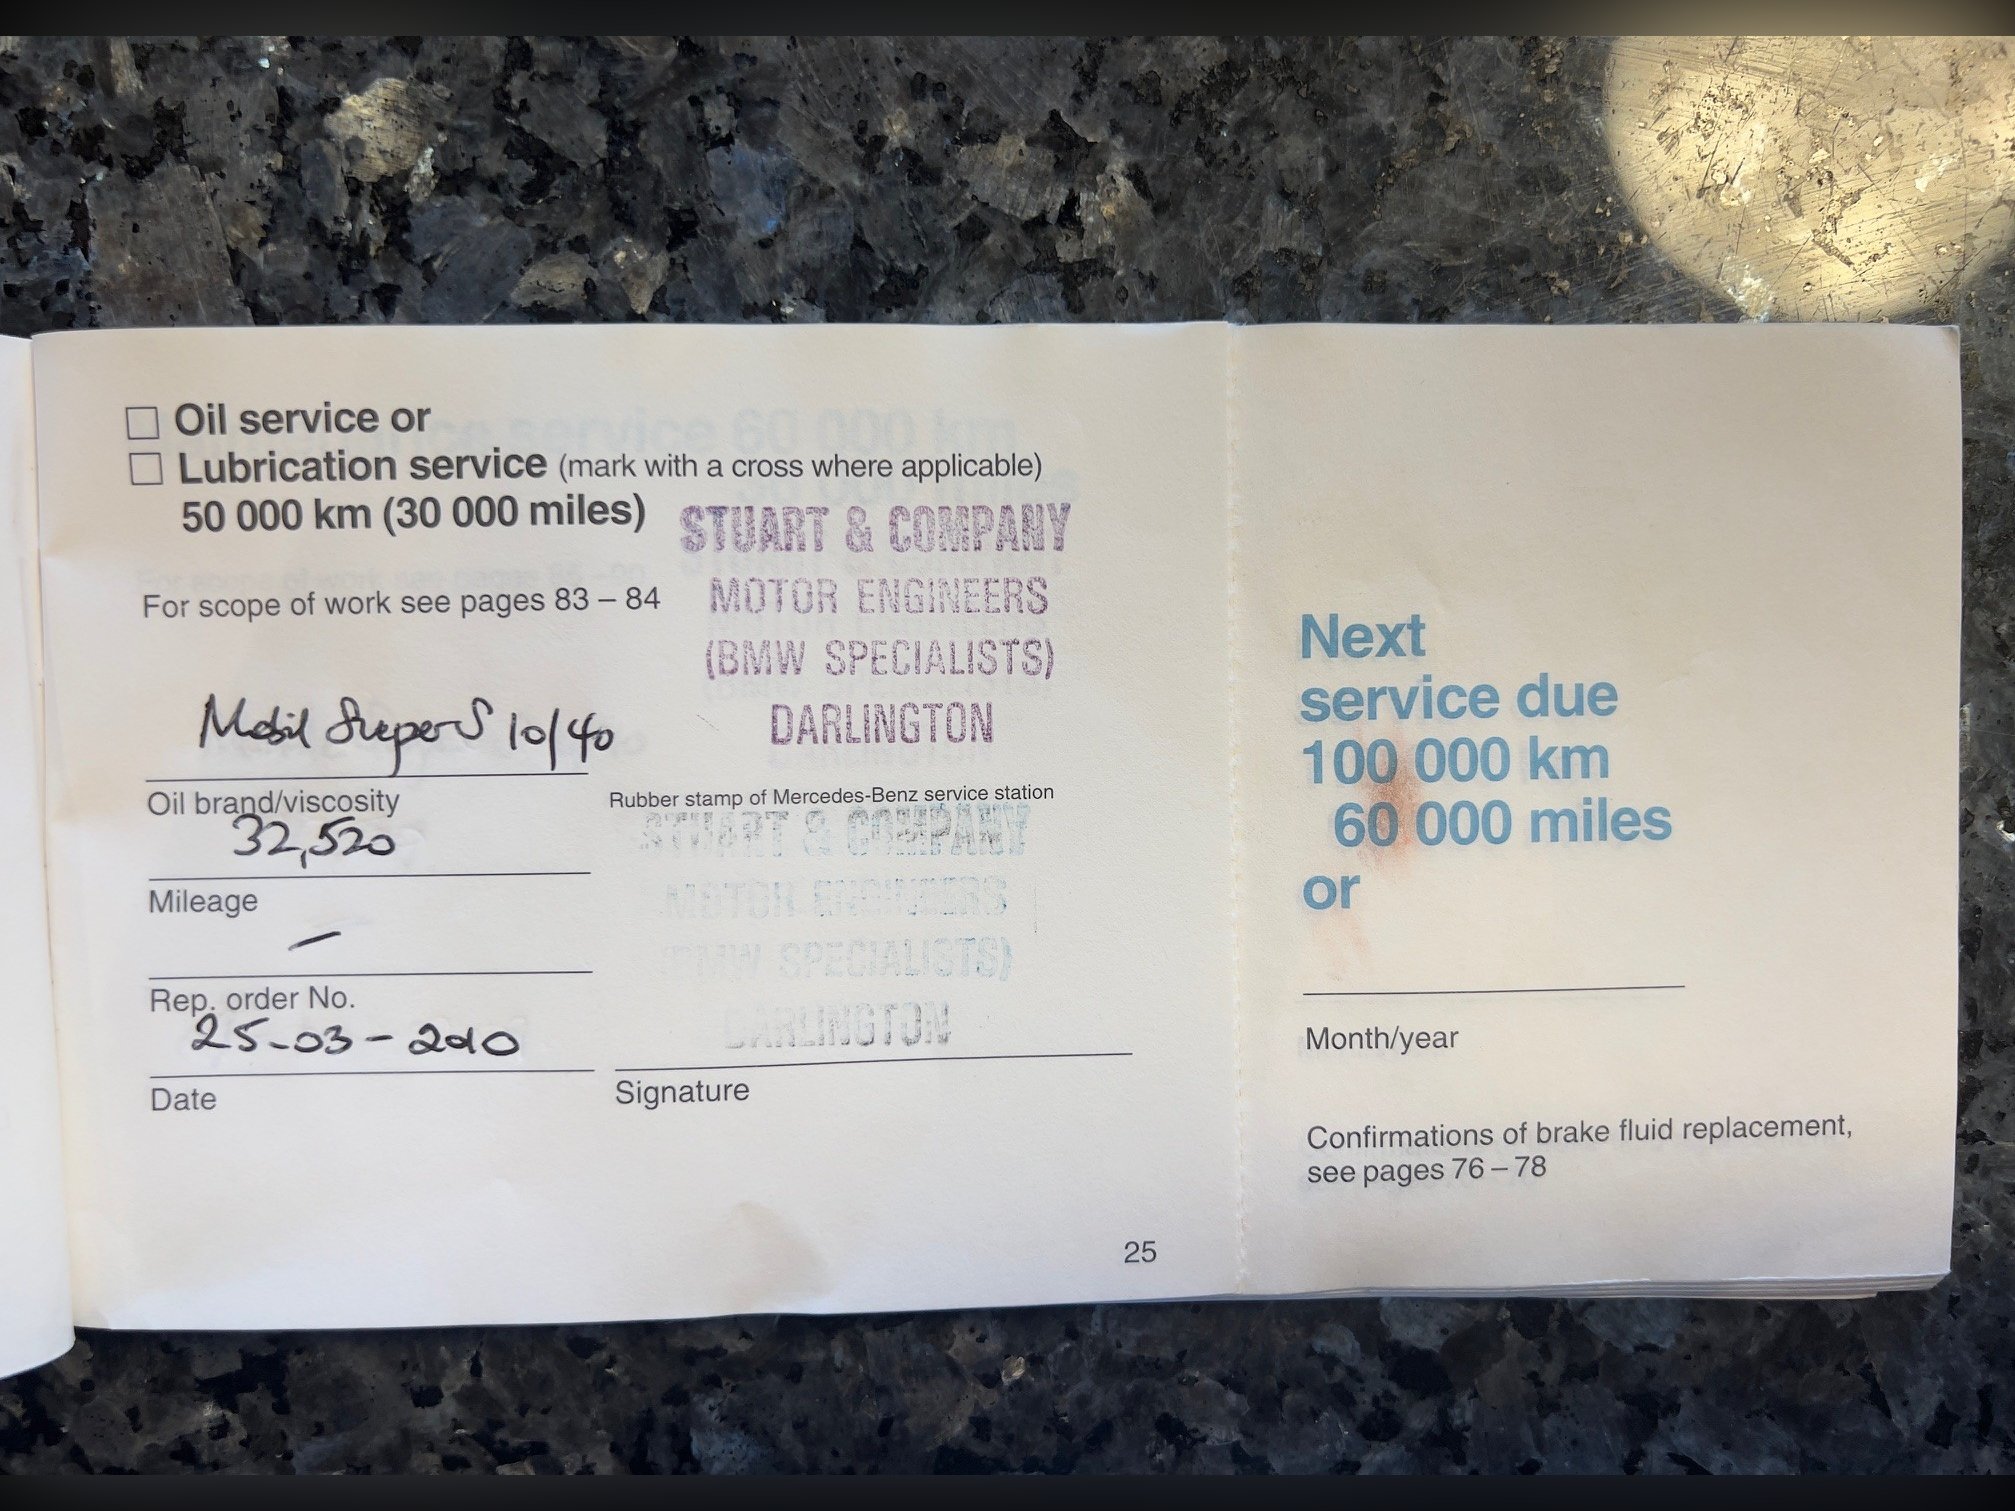 Oil service or
Lubrication service (mark with a cross where applicable)
50 000 km (30 000 miles)
STUART & COMPANY
MOTOR ENGINEERS
(BMW SPECIALISTS)
DARLINGTON
For scope of work see pages 83 – 84
Mobil Super S 10/40
Oil brand/viscosity
Rubber stamp of Mercedes-Benz service station
32,520
Mileage
STUART & COMPANY
MOTOR ENGINEERS
(BMW SPECIALISTS)
DARLINGTON
–
Rep. order No.
25-03-2010
Date
Signature
25
Next
service due
100 000 km
60 000 miles
or
Month/year
Confirmations of brake fluid replacement,
see pages 76 – 78